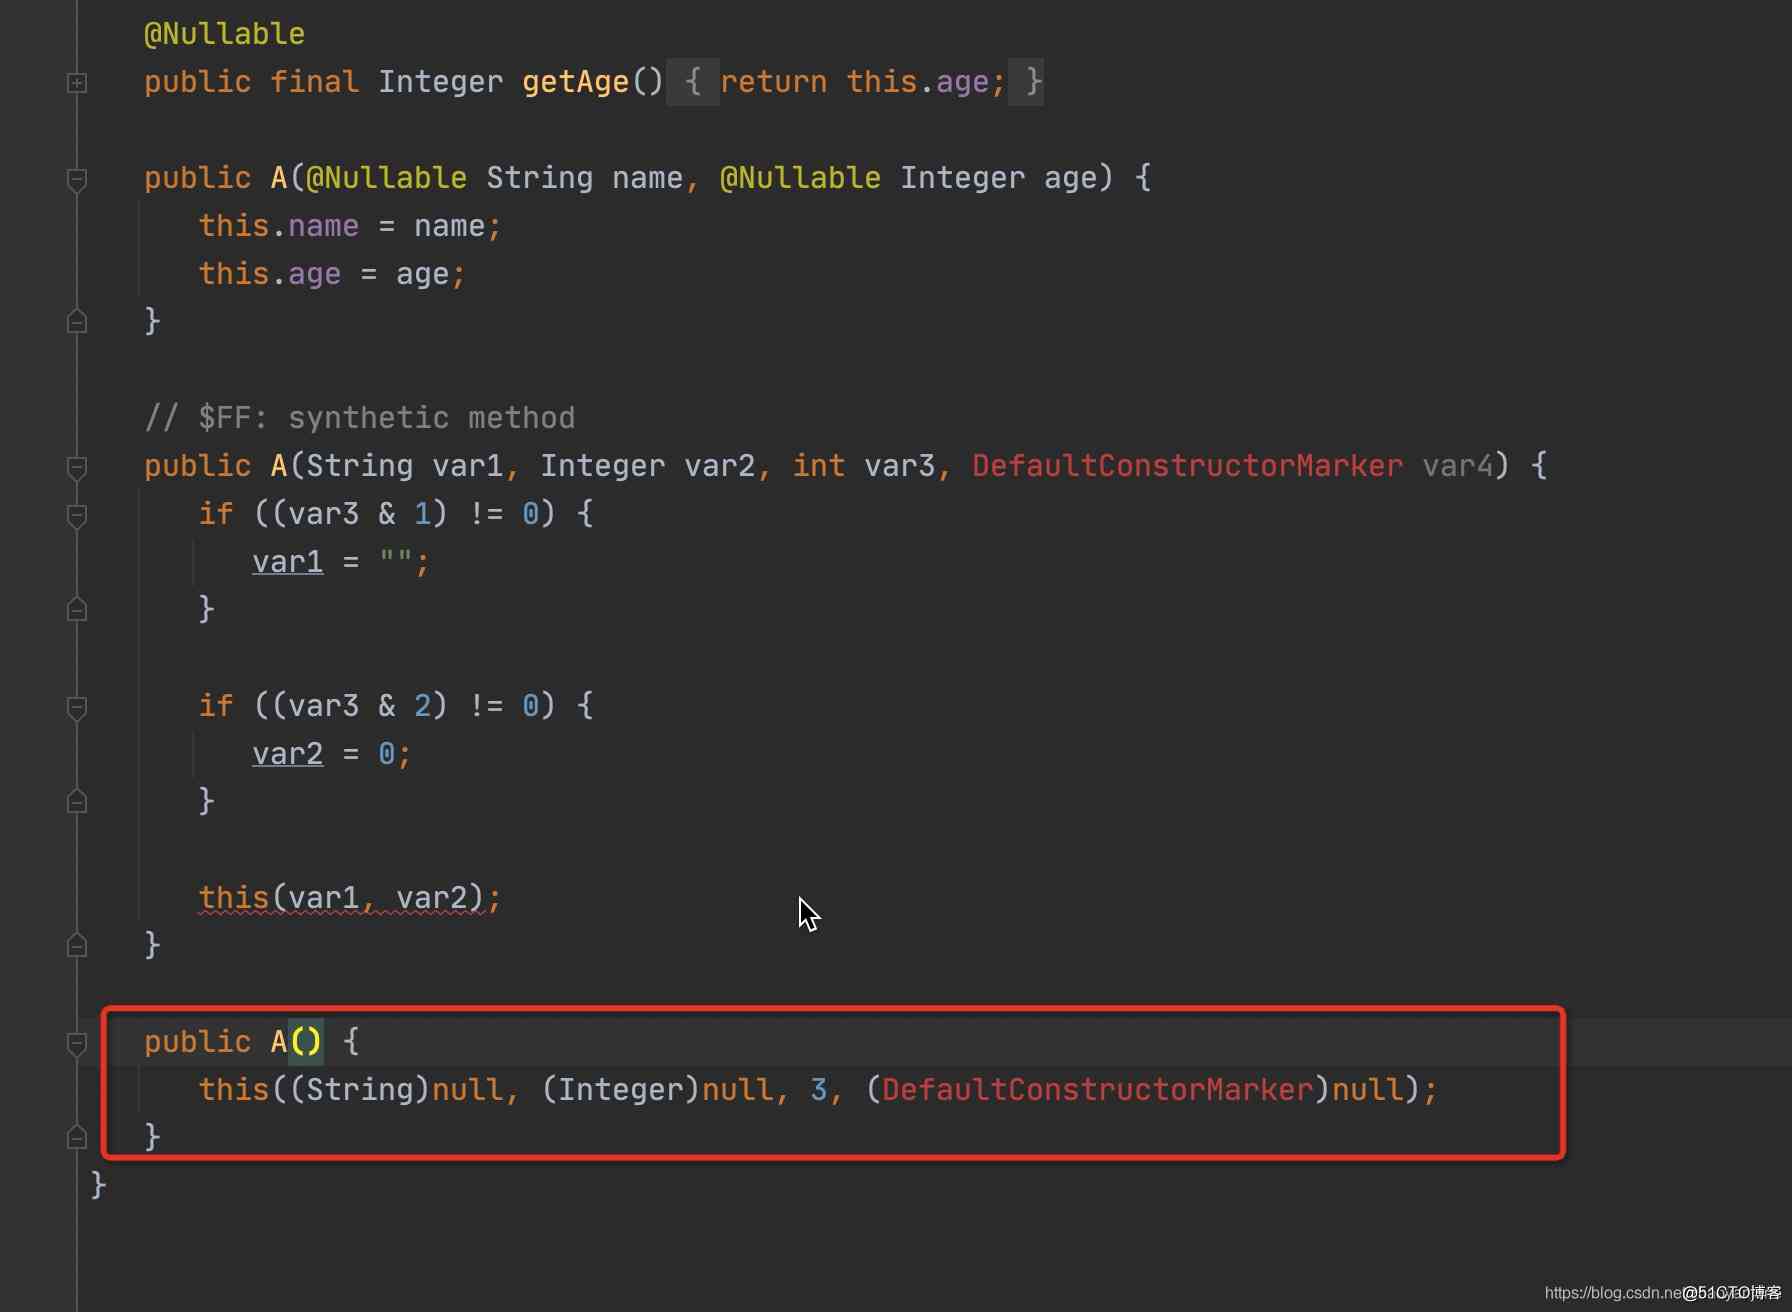 @Nullable
public final Integer getAge() { return this.age; }
public A(@Nullable String name, @Nullable Integer age) {
this.name = name;
this.age = age;
}
// $FF: synthetic method
public A(String var1, Integer var2, int var3, DefaultConstructorMarker var4) {
if ((var3 & 1) != 0) {
var1 = "";
}
if ((var3 & 2) != 0) {
var2 = 0;
}
this(var1, var2);
}
public A() {
this((String)null, (Integer)null, 3, (DefaultConstructorMarker)null);
}
}
https://blog.csdn.net
@51CTO博客